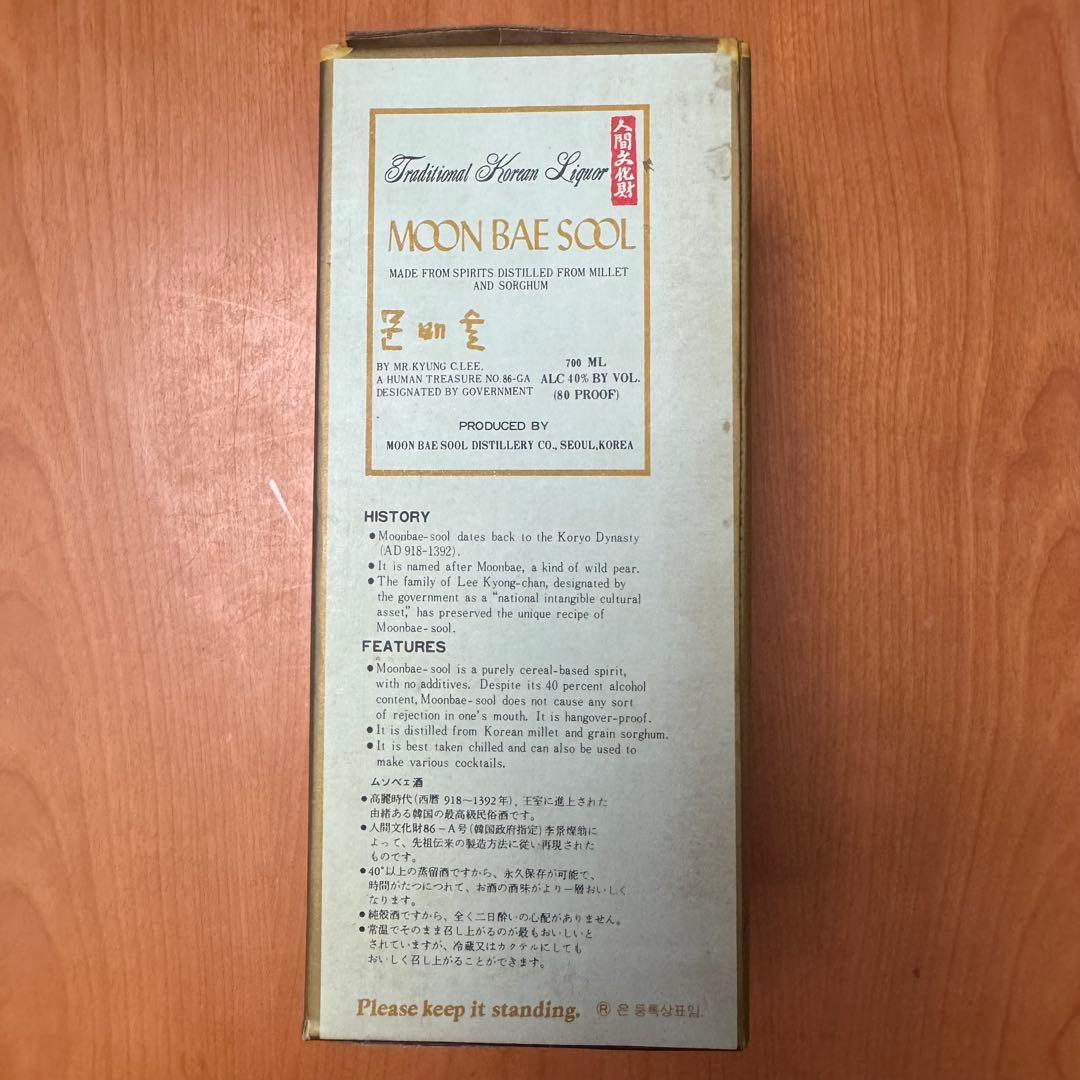 Traditional Korean Liquor
人間文化財
MOON BAE SOOL
MADE FROM SPIRITS DISTILLED FROM MILLET
AND SORGHUM
문배술
BY MR.KYUNG C.LEE.
A HUMAN TREASURE NO.86-GA
DESIGNATED BY GOVERNMENT
700 ML
ALC 40% BY VOL.
(80 PROOF)
PRODUCED BY
MOON BAE SOOL DISTILLERY CO., SEOUL,KOREA
HISTORY
●Moonbae-sool dates back to the Koryo Dynasty
(AD 918-1392).
●It is named after Moonbae, a kind of wild pear.
●The family of Lee Kyong-chan, designated by
the government as a "national intangible cultural
asset," has preserved the unique recipe of
Moonbae-sool.
FEATURES
●Moonbae-sool is a purely cereal-based spirit,
with no additives. Despite its 40 percent alcohol
content, Moonbae-sool does not cause any sort
of rejection in one's mouth. It is hangover-proof.
●It is distilled from Korean millet and grain sorghum.
●It is best taken chilled and can also be used to
make various cocktails.
ムソベェ酒
●高麗時代(西暦 918～1392年), 王室に進上された
由緒ある韓国の最高級民俗酒です。
●人間文化財86－A号(韓国政府指定)李景燦翁に
よって、先祖伝来の製造方法に従い再現された
ものです。
●40°以上の蒸留酒ですから、永久保存が可能で、
時間がたつにつれて、お酒の酒味がより一層おいしく
なります。
●純穀酒ですから、全く二日酔いの心配がありません。
●常温でそのまま召し上がるのが最もおいしいと
されていますが、冷蔵又はカクテルにしても
おいしく召し上がることができます。
Please keep it standing. Ⓡ 은 등록상표임.